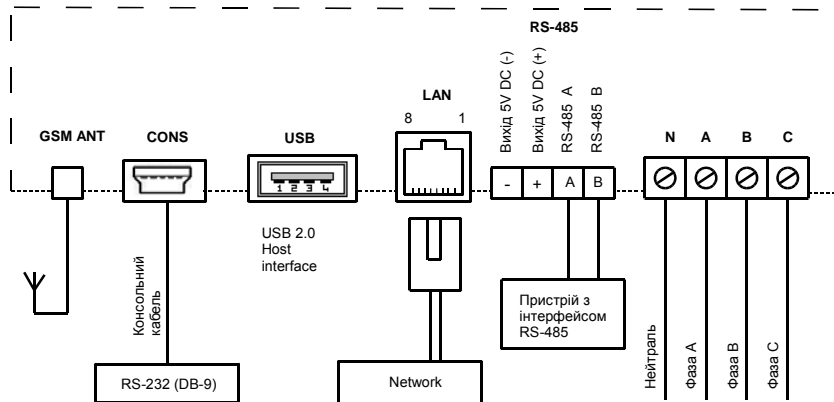 RS-485
Вихід 5V DC (-)
Вихід 5V DC (+)
RS-485 A
RS-485 B
LAN
8 1
GSM ANT
CONS
USB
N A B C
1 2 3 4
- + A B
USB 2.0
Host
interface
Консольний
кабель
Пристрій з
інтерфейсом
RS-485
Нейтраль
Фаза А
Фаза В
Фаза С
RS-232 (DB-9)
Network